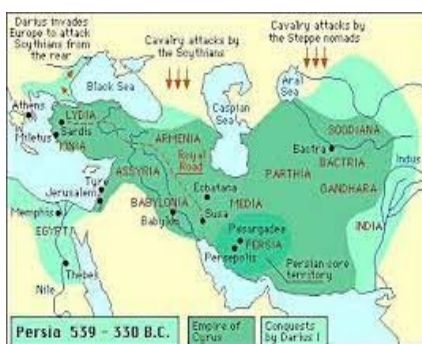 Darius invades
Europe to attack
Scythians from
the rear
Cavalry attacks
by the Scythians
Cavalry attacks by
the Steppe nomads
Black Sea
Aral
Sea
Caspian
Sea
Athens
LYDIA
Sardis
Miletus
IONIA
ARMENIA
Royal
Road
ASSYRIA
SOGDIANA
Bactra
BACTRIA
PARTHIA
GANDHARA
Indus
INDIA
Tyre
Jerusalem
Ecbatana
MEDIA
BABYLONIA
Babylon
Susa
Memphis
EGYPT
Pasargadea
PERSIA
Persepolis
Persian core
territory
Thebes
Nile
Persia 539 – 330 B.C.
Empire of
Cyrus
Conquests
by Darius I